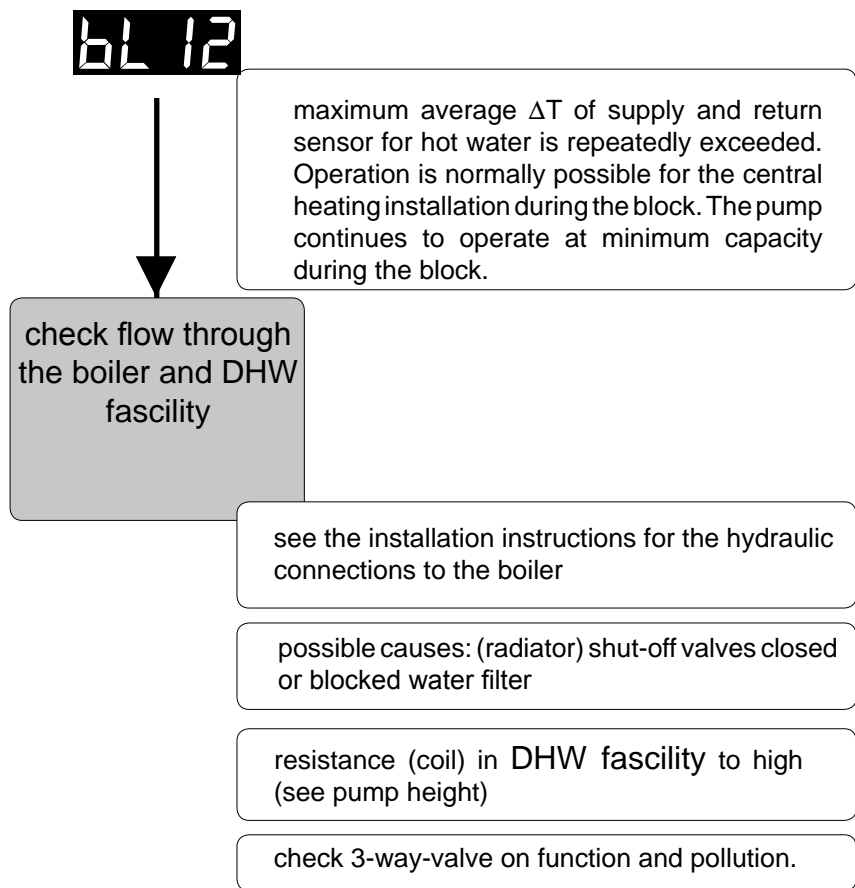 bL 12
maximum average ΔT of supply and return
sensor for hot water is repeatedly exceeded.
Operation is normally possible for the central
heating installation during the block. The pump
continues to operate at minimum capacity
during the block.
check flow through
the boiler and DHW
fascility
see the installation instructions for the hydraulic
connections to the boiler
possible causes: (radiator) shut-off valves closed
or blocked water filter
resistance (coil) in DHW fascility to high
(see pump height)
check 3-way-valve on function and pollution.